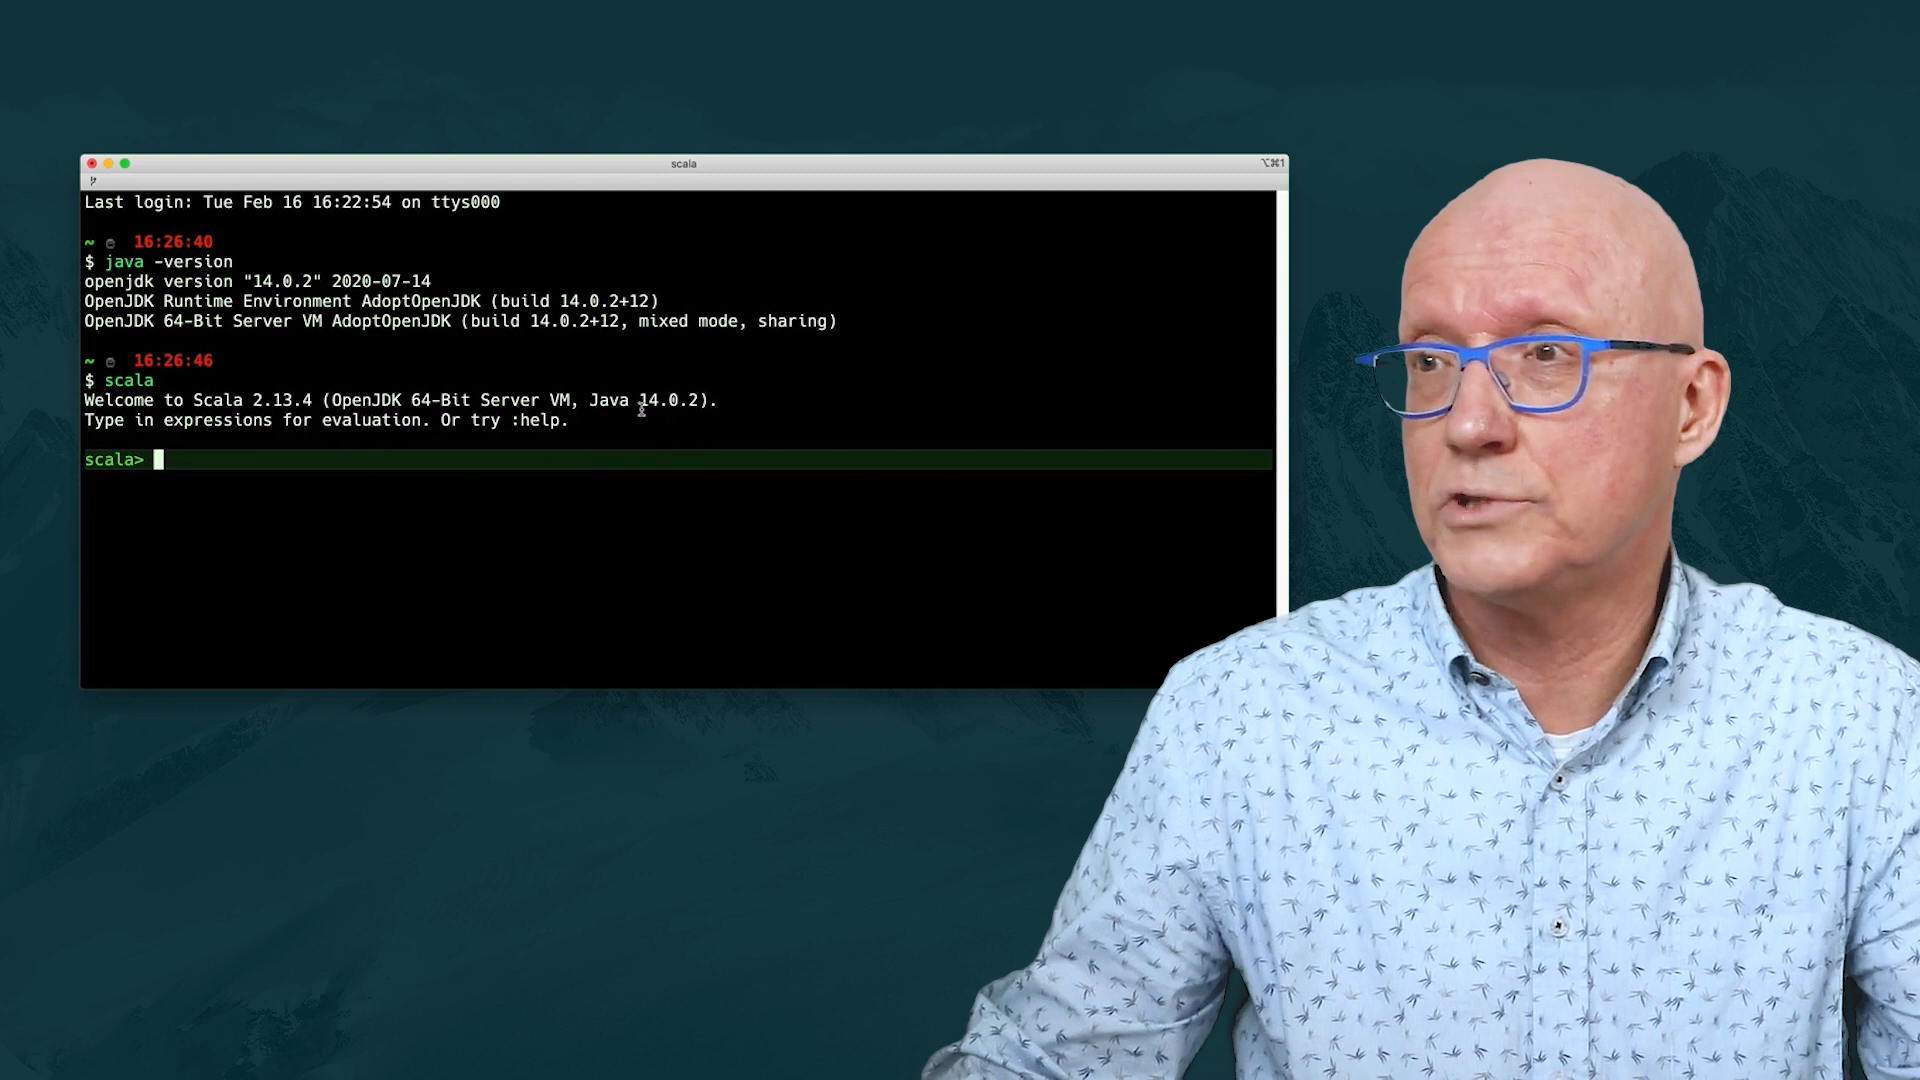 scala
⌥⌘1
Last login: Tue Feb 16 16:22:54 on ttys000
~ 16:26:40
$ java -version
openjdk version "14.0.2" 2020-07-14
OpenJDK Runtime Environment AdoptOpenJDK (build 14.0.2+12)
OpenJDK 64-Bit Server VM AdoptOpenJDK (build 14.0.2+12, mixed mode, sharing)
~ 16:26:46
$ scala
Welcome to Scala 2.13.4 (OpenJDK 64-Bit Server VM, Java 14.0.2).
Type in expressions for evaluation. Or try :help.
scala>